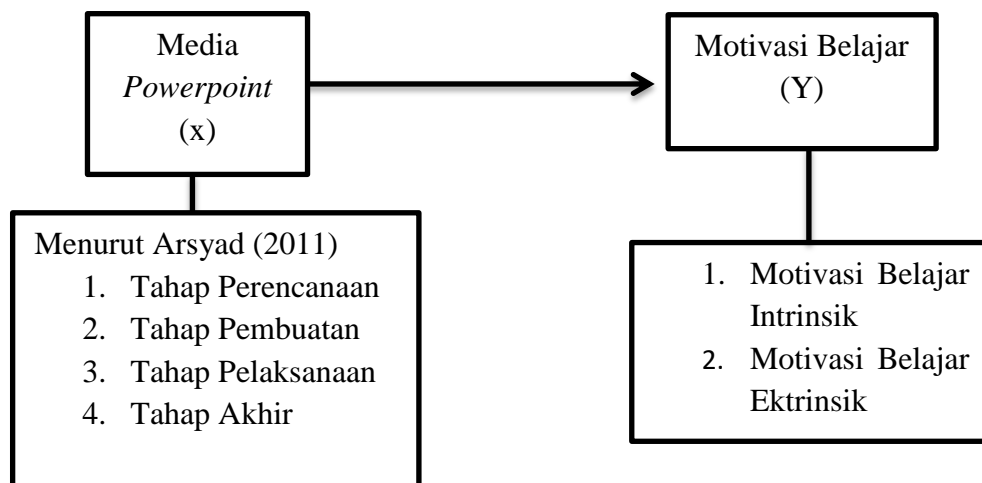 Media
Powerpoint
(x)
Motivasi Belajar
(Y)
Menurut Arsyad (2011)
1. Tahap Perencanaan
2. Tahap Pembuatan
3. Tahap Pelaksanaan
4. Tahap Akhir
1. Motivasi Belajar
Intrinsik
2. Motivasi Belajar
Ektrinsik